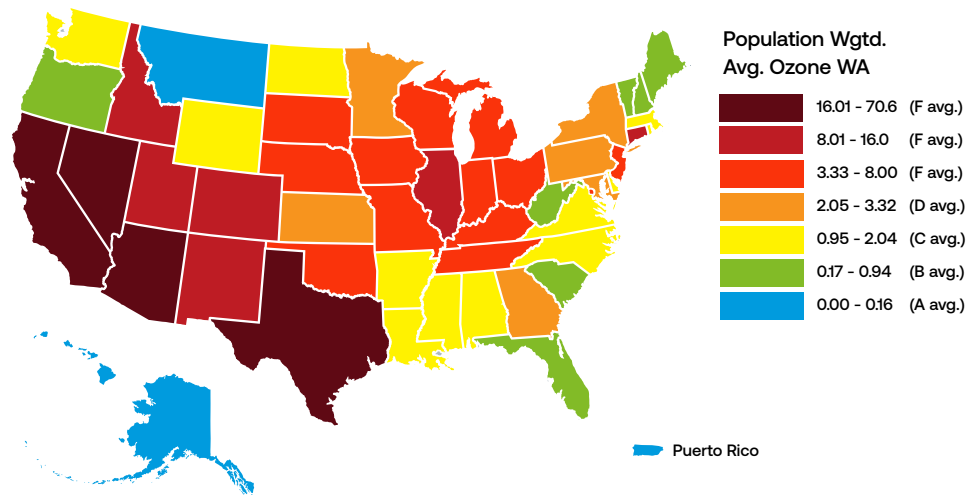 Population Wgtd.
Avg. Ozone WA
16.01 - 70.6 (F avg.)
8.01 - 16.0 (F avg.)
3.33 - 8.00 (F avg.)
2.05 - 3.32 (D avg.)
0.95 - 2.04 (C avg.)
0.17 - 0.94 (B avg.)
0.00 - 0.16 (A avg.)
Puerto Rico